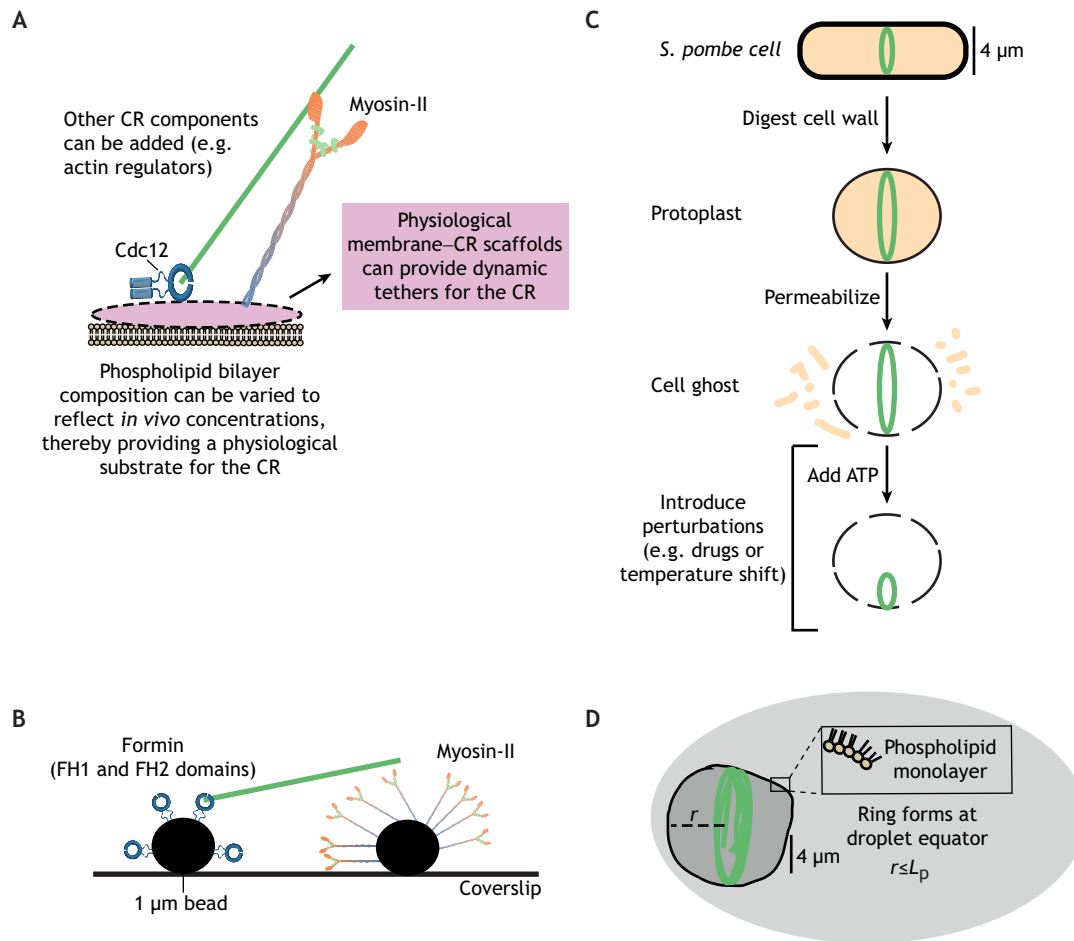 A
Other CR components
can be added (e.g.
actin regulators)
Myosin-II
Cdc12
Physiological
membrane–CR scaffolds
can provide dynamic
tethers for the CR
Phospholipid bilayer
composition can be varied to
reflect in vivo concentrations,
thereby providing a physiological
substrate for the CR
B
Formin
(FH1 and FH2 domains)
Myosin-II
Coverslip
1 µm bead
C
S. pombe cell
4 µm
Digest cell wall
Protoplast
Permeabilize
Cell ghost
Add ATP
Introduce
perturbations
(e.g. drugs or
temperature shift)
D
Phospholipid
monolayer
r
Ring forms at
droplet equator
r≤Lp
4 µm